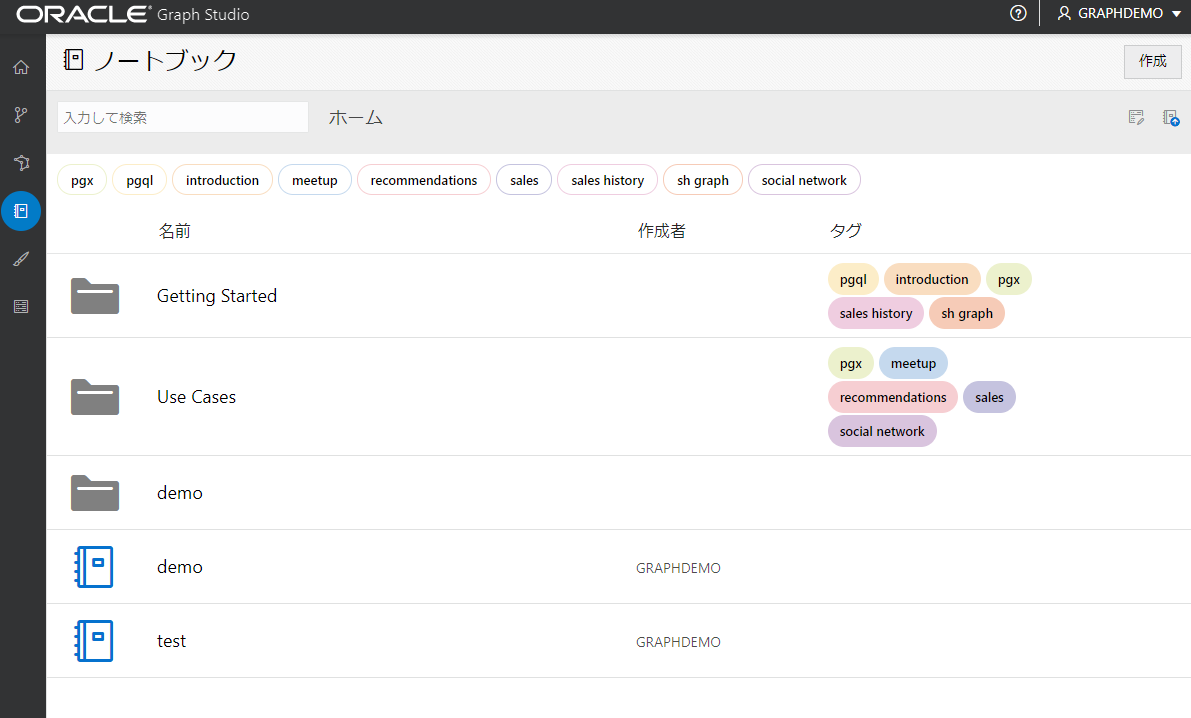 ORACLE® Graph Studio
GRAPHDEMO
ノートブック
作成
入力して検索
ホーム
pgx pgql introduction meetup recommendations sales sales history sh graph social network
名前 作成者 タグ
Getting Started
pgql introduction pgx
sales history sh graph
Use Cases
pgx meetup
recommendations sales
social network
demo
demo GRAPHDEMO
test GRAPHDEMO